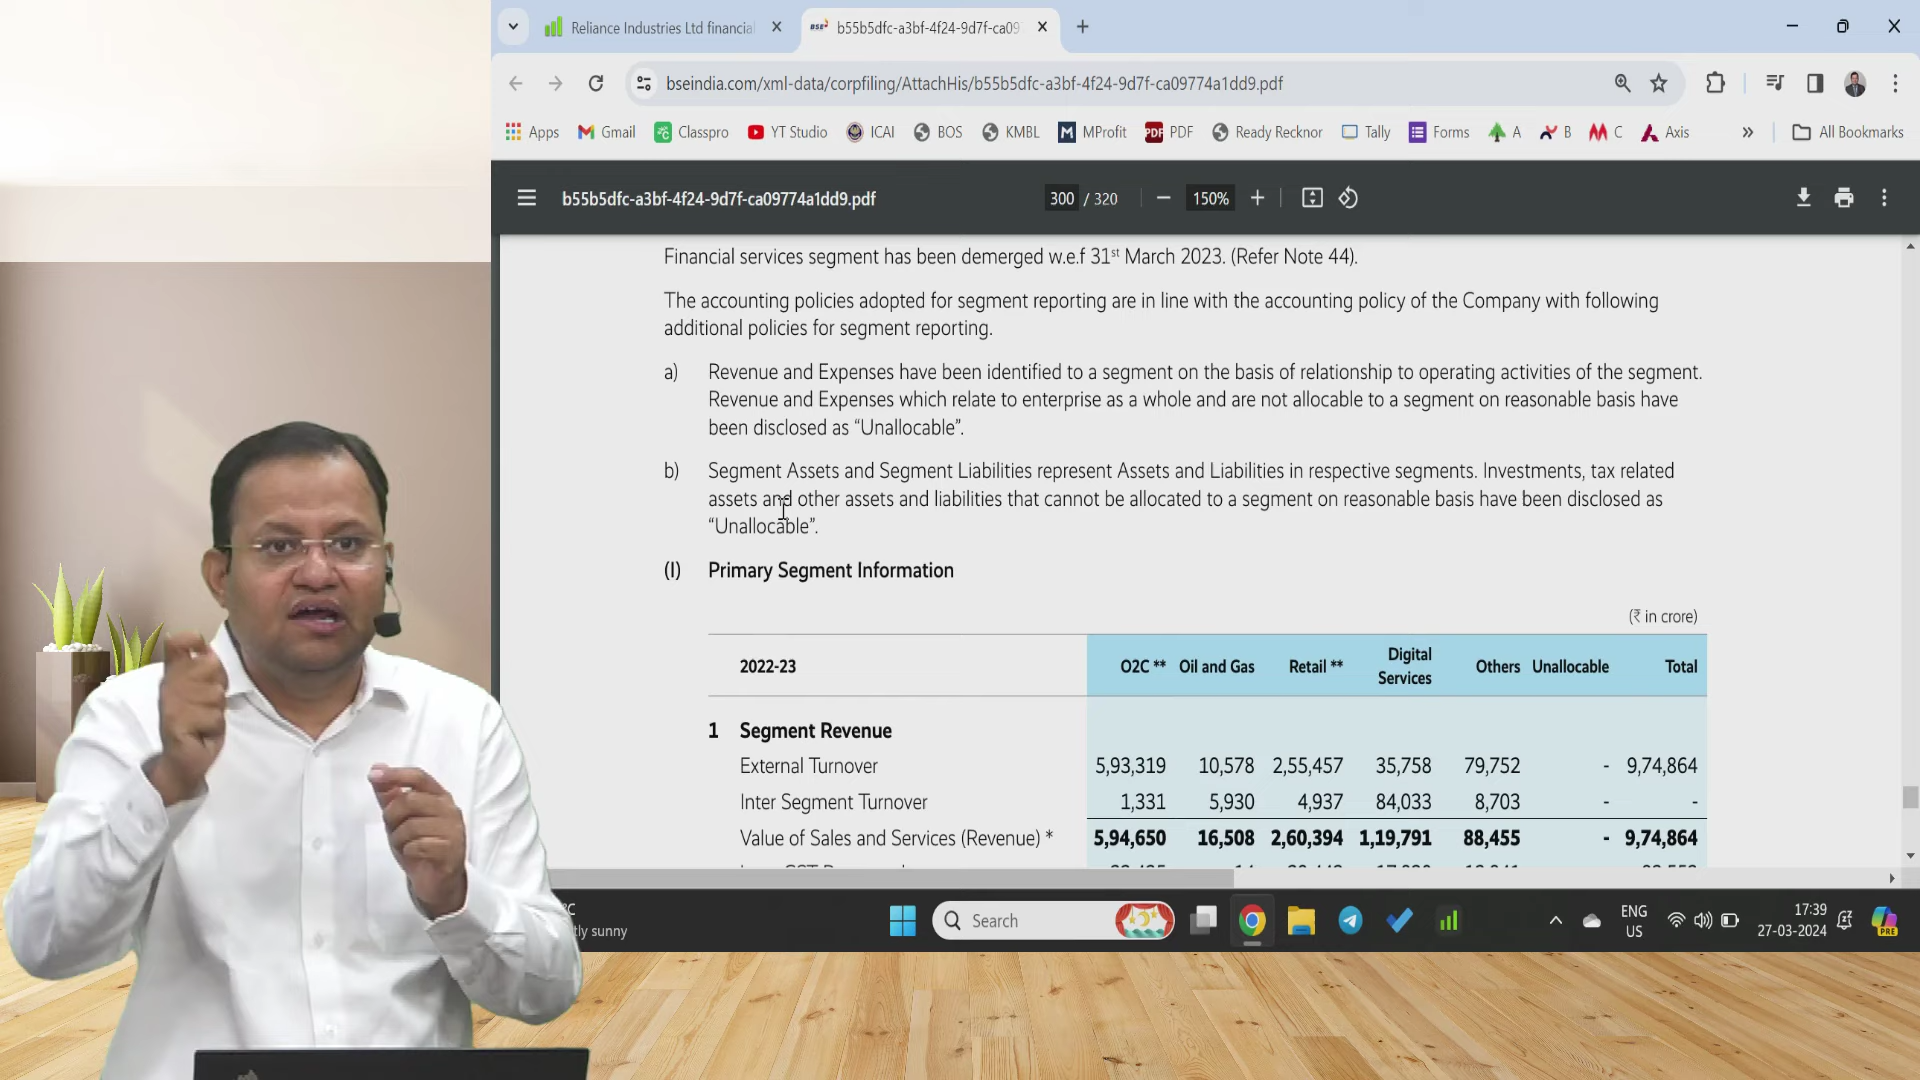 Reliance Industries Ltd financia
b55b5dfc-a3bf-4f24-9d7f-ca09
bseindia.com/xml-data/corpfiling/AttachHis/b55b5dfc-a3bf-4f24-9d7f-ca09774a1dd9.pdf
Apps Gmail Classpro YT Studio ICAI BOS KMBL MProfit PDF Ready Recknor Tally Forms A B C Axis » All Bookmarks
b55b5dfc-a3bf-4f24-9d7f-ca09774a1dd9.pdf 300 / 320 150%
Financial services segment has been demerged w.e.f 31st March 2023. (Refer Note 44).
The accounting policies adopted for segment reporting are in line with the accounting policy of the Company with following
additional policies for segment reporting.
a) Revenue and Expenses have been identified to a segment on the basis of relationship to operating activities of the segment.
Revenue and Expenses which relate to enterprise as a whole and are not allocable to a segment on reasonable basis have
been disclosed as “Unallocable”.
b) Segment Assets and Segment Liabilities represent Assets and Liabilities in respective segments. Investments, tax related
assets and other assets and liabilities that cannot be allocated to a segment on reasonable basis have been disclosed as
“Unallocable”.
(I) Primary Segment Information
(₹ in crore)
2022-23 O2C ** Oil and Gas Retail ** Digital Services Others Unallocable Total
1 Segment Revenue
External Turnover 5,93,319 10,578 2,55,457 35,758 79,752 - 9,74,864
Inter Segment Turnover 1,331 5,930 4,937 84,033 8,703 - -
Value of Sales and Services (Revenue) * 5,94,650 16,508 2,60,394 1,19,791 88,455 - 9,74,864
Search
ENG
US
17:39
27-03-2024
tly sunny